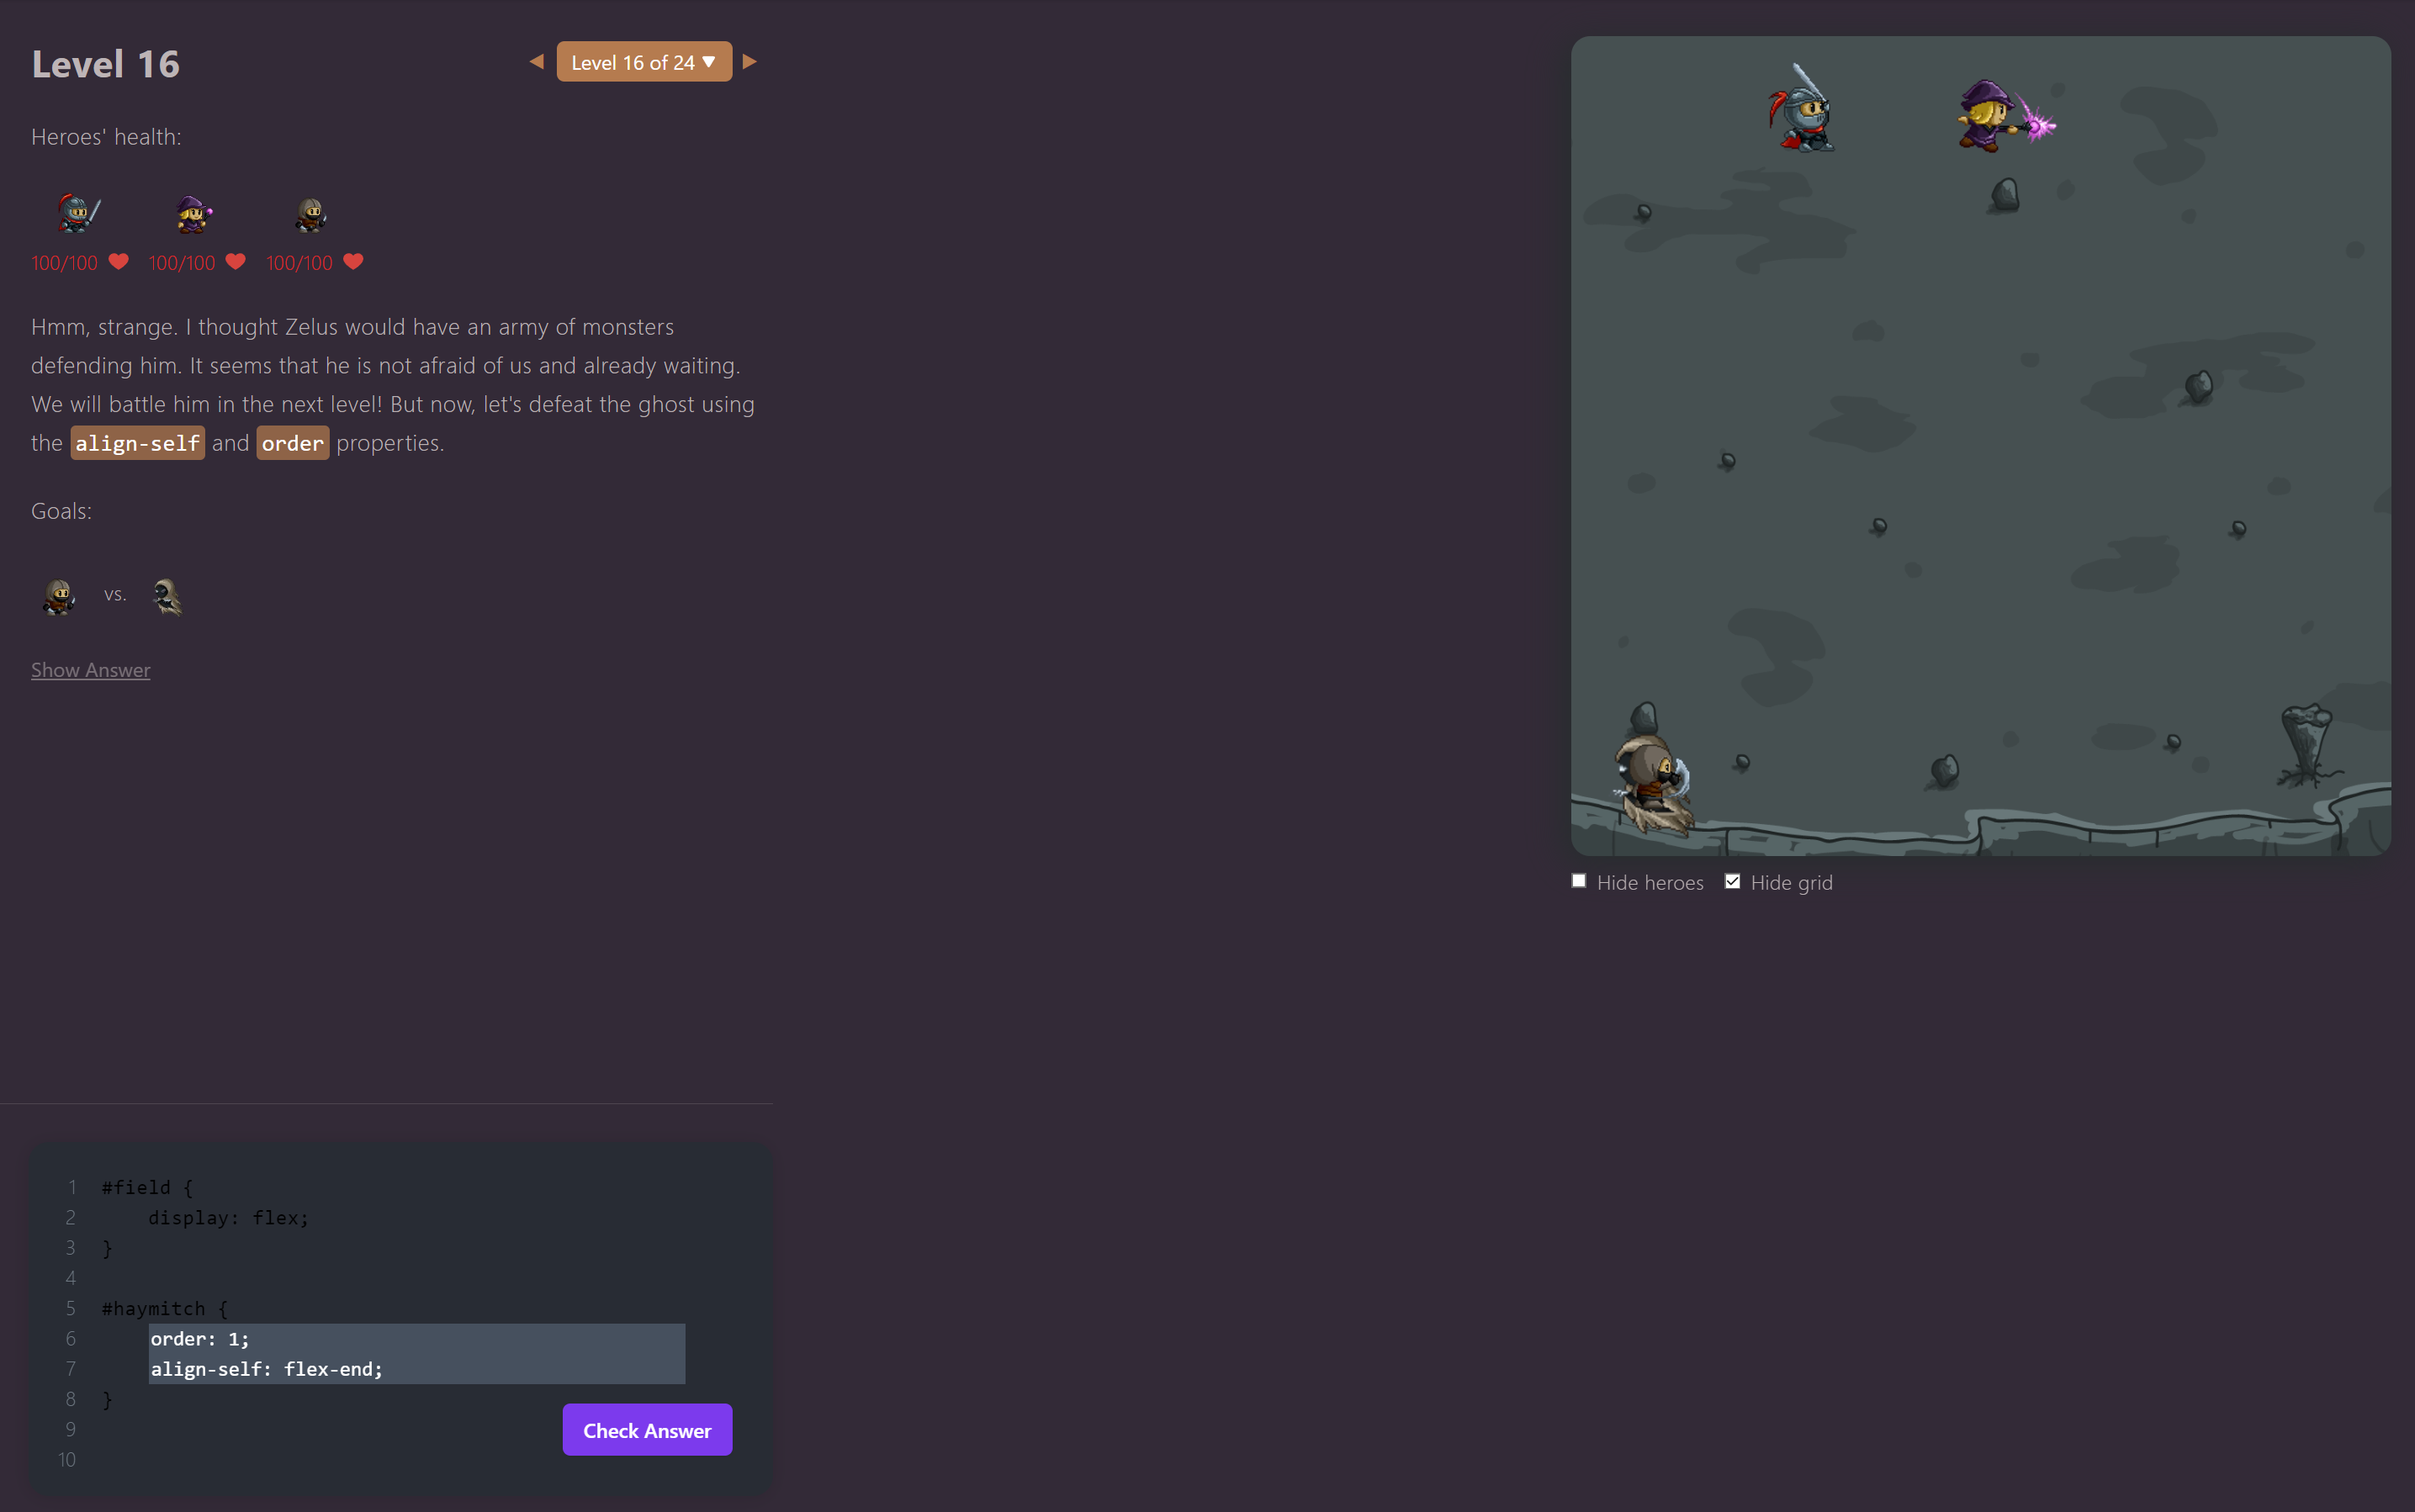 Level 16
Level 16 of 24 ▼
Heroes' health:
100/100 100/100 100/100
Hmm, strange. I thought Zelus would have an army of monsters
defending him. It seems that he is not afraid of us and already waiting.
We will battle him in the next level! But now, let's defeat the ghost using
the align-self and order properties.
Goals:
vs.
Show Answer
Hide heroes Hide grid
1 #field {
2 display: flex;
3 }
4
5 #haymitch {
6 order: 1;
7 align-self: flex-end;
8 }
9
10
Check Answer